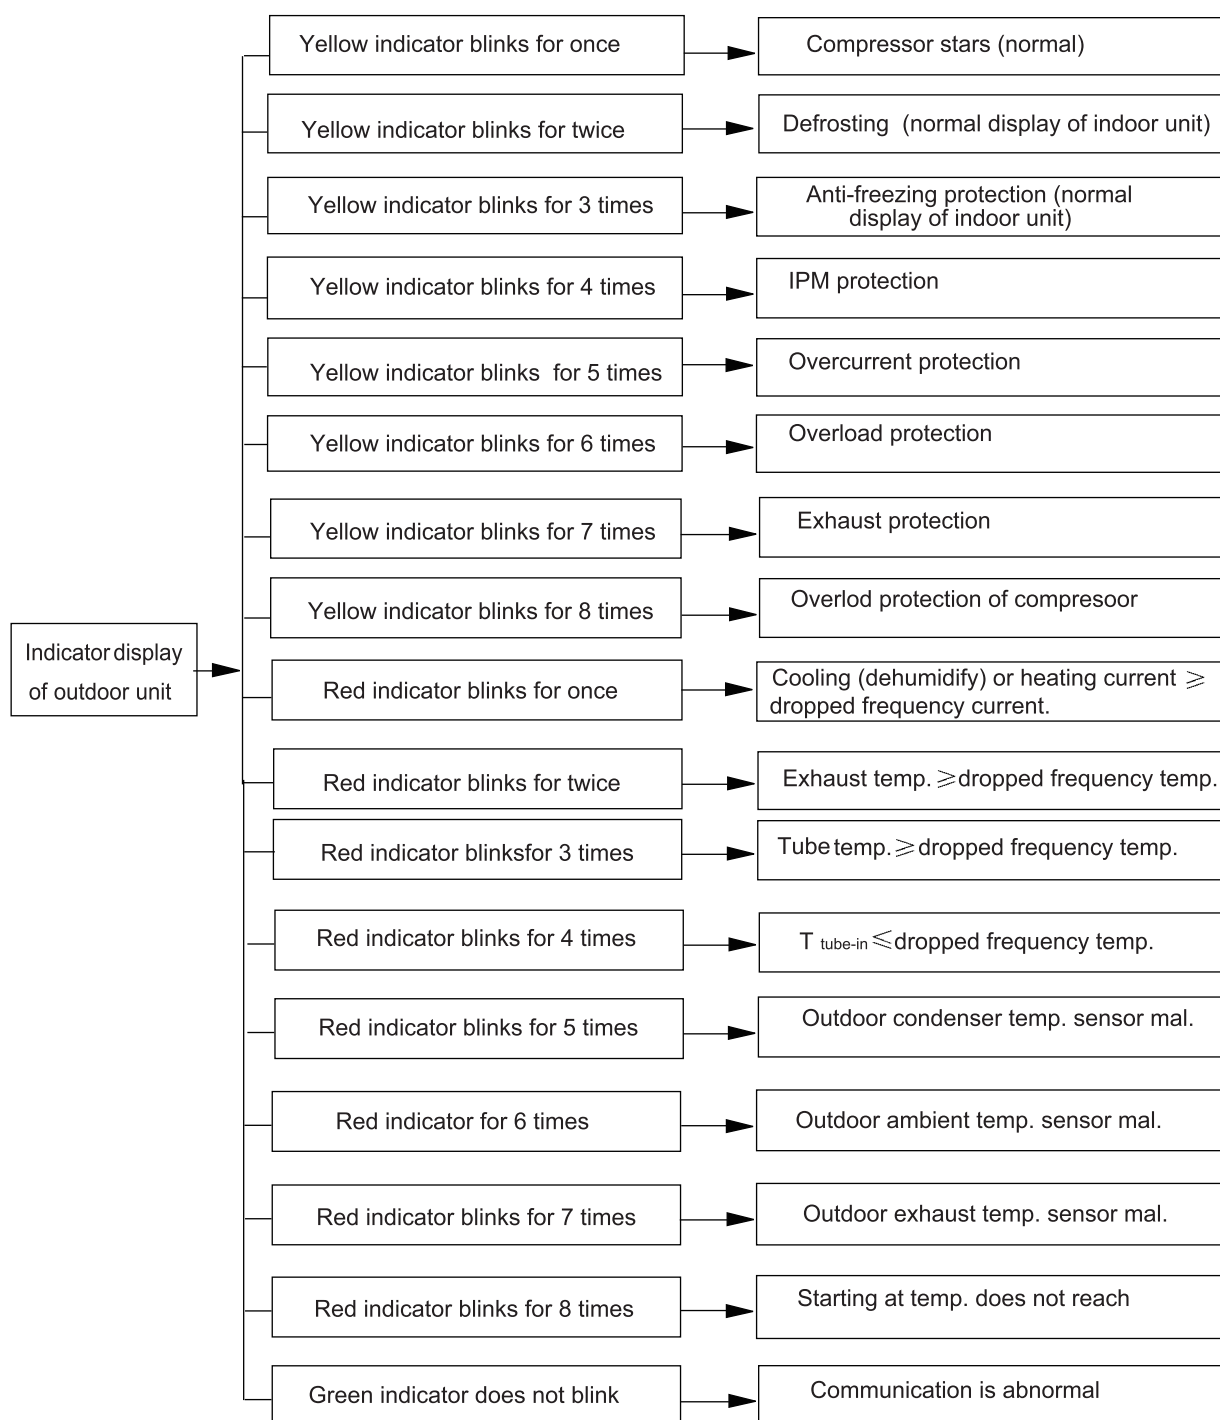 Yellow indicator blinks for once
Compressor stars (normal)
Yellow indicator blinks for twice
Defrosting (normal display of indoor unit)
Yellow indicator blinks for 3 times
Anti-freezing protection (normal
display of indoor unit)
Yellow indicator blinks for 4 times
IPM protection
Yellow indicator blinks for 5 times
Overcurrent protection
Yellow indicator blinks for 6 times
Overload protection
Yellow indicator blinks for 7 times
Exhaust protection
Yellow indicator blinks for 8 times
Overlod protection of compresoor
Indicator display
of outdoor unit
Red indicator blinks for once
Cooling (dehumidify) or heating current ≥
dropped frequency current.
Red indicator blinks for twice
Exhaust temp. ≥dropped frequency temp.
Red indicator blinksfor 3 times
Tube temp. ≥dropped frequency temp.
Red indicator blinks for 4 times
T tube-in ≤dropped frequency temp.
Red indicator blinks for 5 times
Outdoor condenser temp. sensor mal.
Red indicator for 6 times
Outdoor ambient temp. sensor mal.
Red indicator blinks for 7 times
Outdoor exhaust temp. sensor mal.
Red indicator blinks for 8 times
Starting at temp. does not reach
Green indicator does not blink
Communication is abnormal